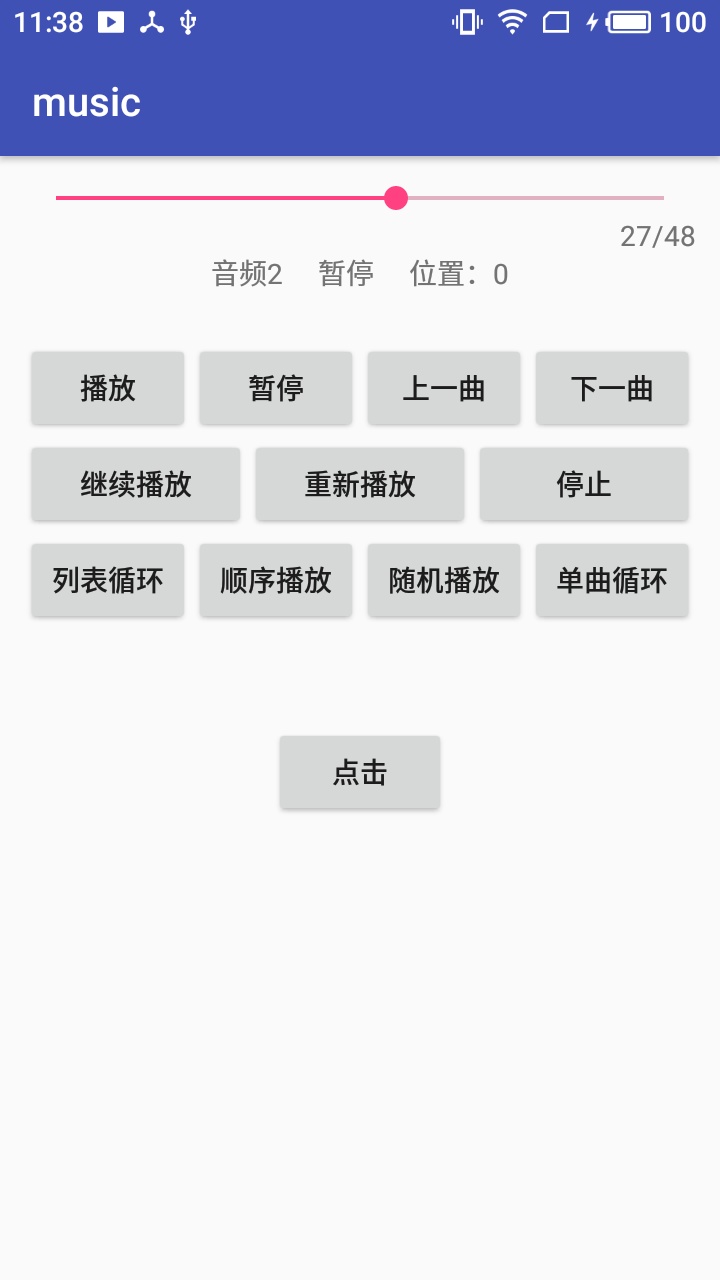 11:38 100
music
27/48
音频2 暂停 位置：0
播放 暂停 上一曲 下一曲
继续播放 重新播放 停止
列表循环 顺序播放 随机播放 单曲循环
点击